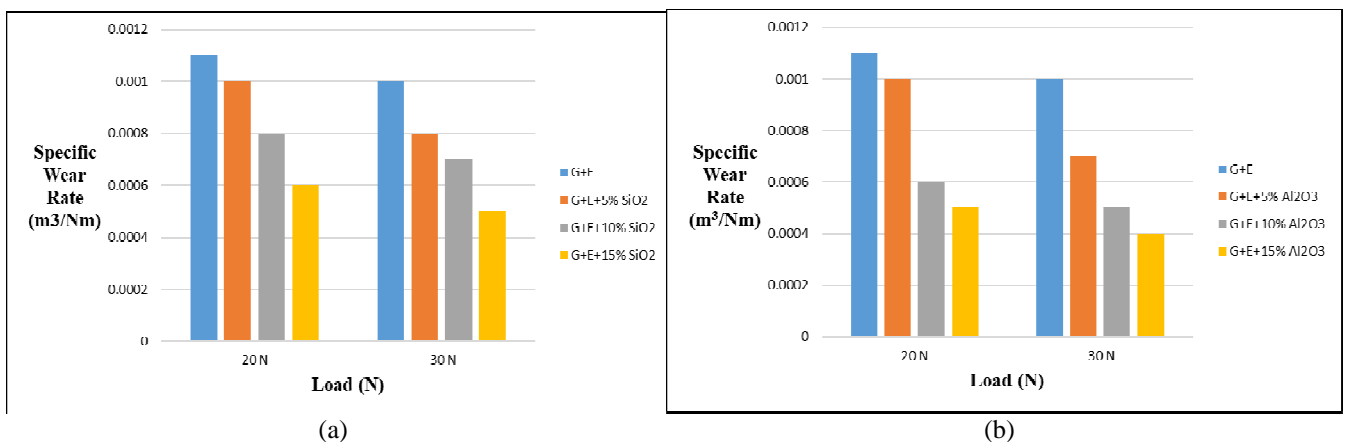 0.0012
0.001
0.0008
0.0006
0.0004
0.0002
0
Specific
Wear
Rate
(m3/Nm)
20 N
30 N
Load (N)
G+E
G+E+5% SiO2
G+E+10% SiO2
G+E+15% SiO2
(a)
0.0012
0.001
0.0008
0.0006
0.0004
0.0002
0
Specific
Wear
Rate
(m³/Nm)
20 N
30 N
Load (N)
G+E
G+E+5% Al2O3
G+E+10% Al2O3
G+E+15% Al2O3
(b)